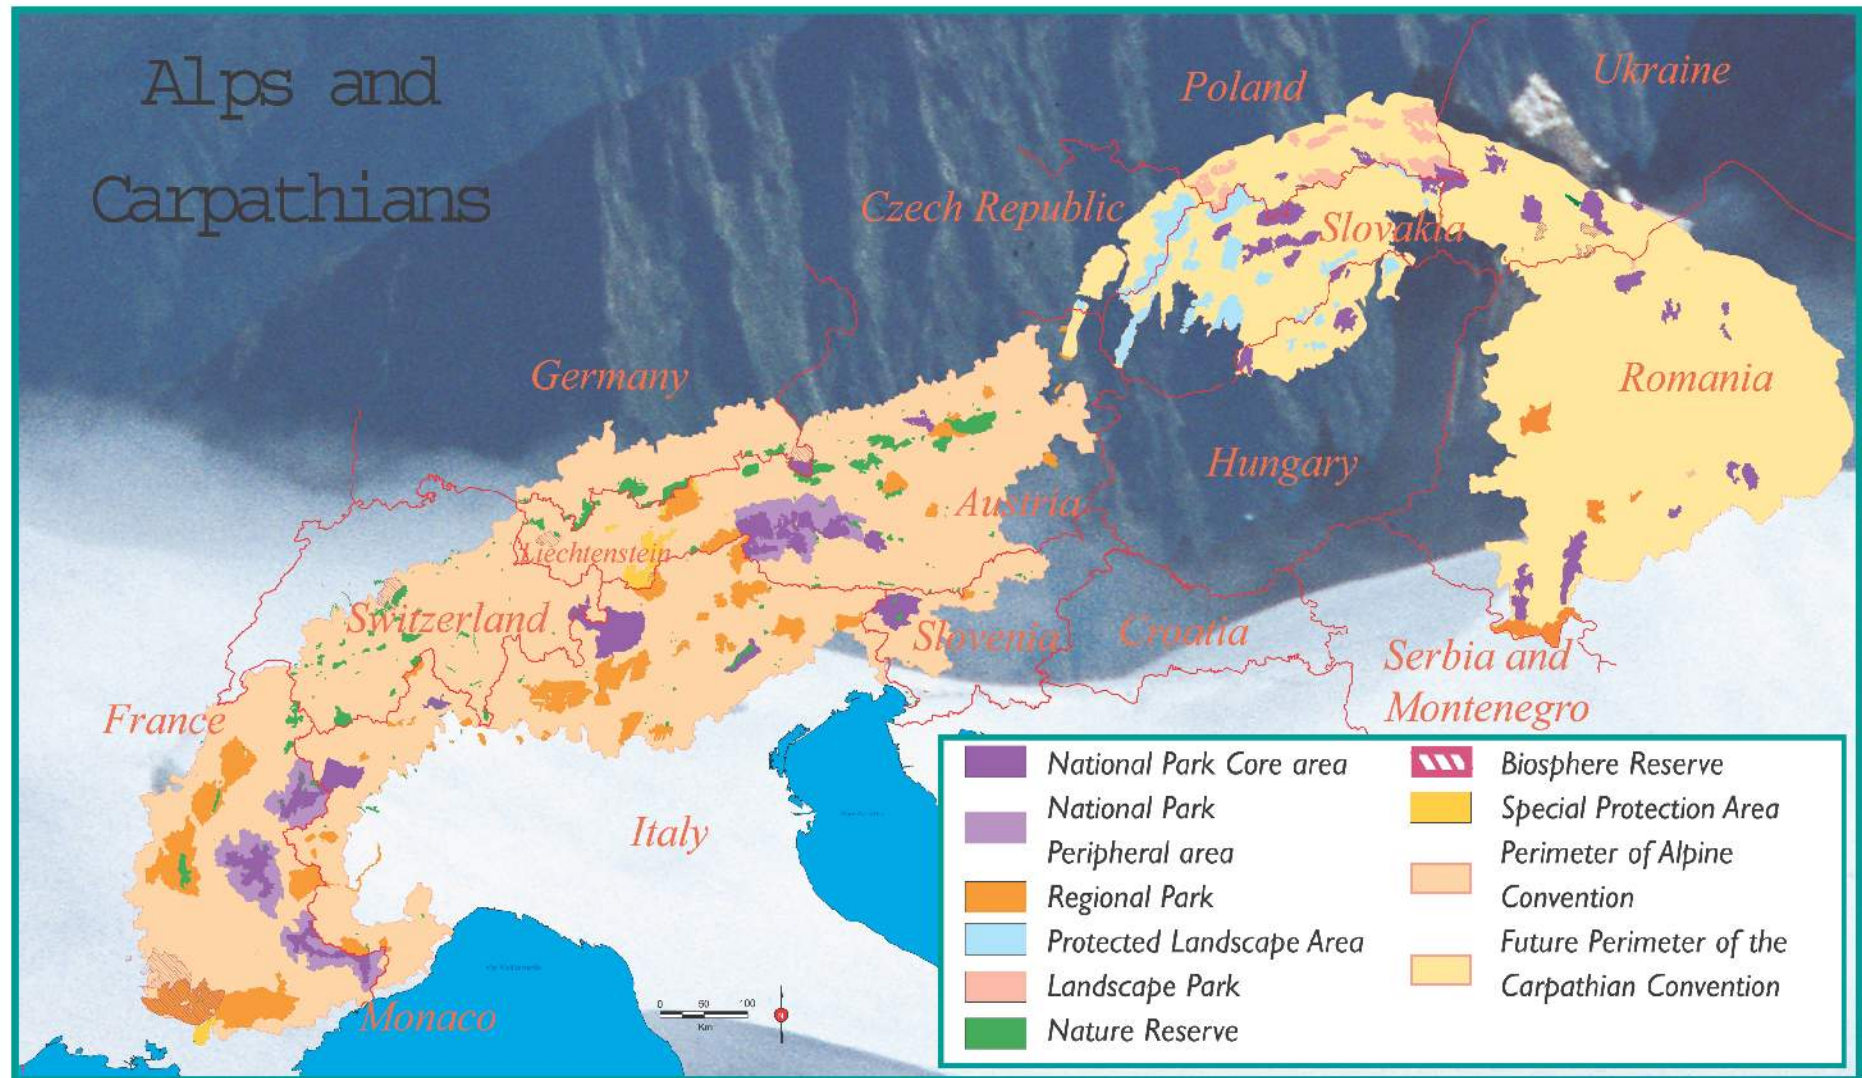 Alps and
Carpathians
Poland
Ukraine
Czech Republic
Slovakia
Germany
Romania
Hungary
Austria
Liechtenstein
Switzerland
Slovenia
Croatia
Serbia and
Montenegro
France
Italy
Monaco
0 50 100
Km
N
National Park Core area
National Park
Peripheral area
Regional Park
Protected Landscape Area
Landscape Park
Nature Reserve
Biosphere Reserve
Special Protection Area
Perimeter of Alpine
Convention
Future Perimeter of the
Carpathian Convention